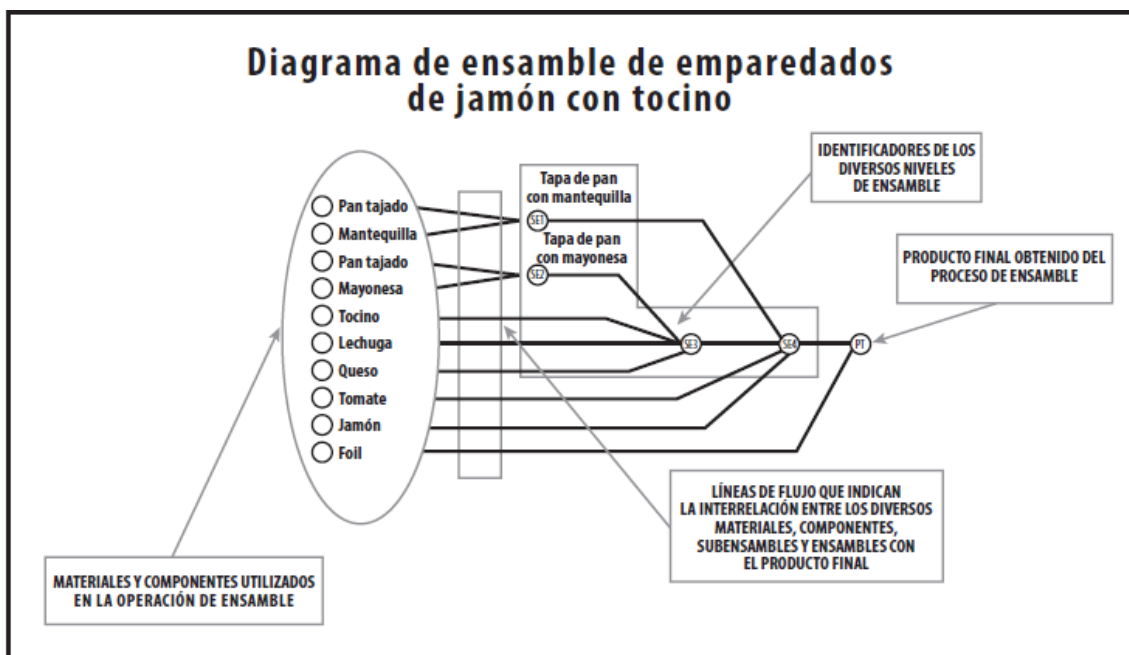 Diagrama de ensamble de emparedados
de jamón con tocino
IDENTIFICADORES DE LOS
DIVERSOS NIVELES
DE ENSAMBLE
Tapa de pan
con mantequilla
Pan tajado
SE1
Mantequilla
Tapa de pan
con mayonesa
Pan tajado
SE2
Mayonesa
PRODUCTO FINAL OBTENIDO DEL
PROCESO DE ENSAMBLE
Tocino
Lechuga
SE3
SE4
PT
Queso
Tomate
Jamón
Foil
LÍNEAS DE FLUJO QUE INDICAN
LA INTERRELACIÓN ENTRE LOS DIVERSOS
MATERIALES, COMPONENTES,
SUBENSAMBLES Y ENSAMBLES CON
EL PRODUCTO FINAL
MATERIALES Y COMPONENTES UTILIZADOS
EN LA OPERACIÓN DE ENSAMBLE